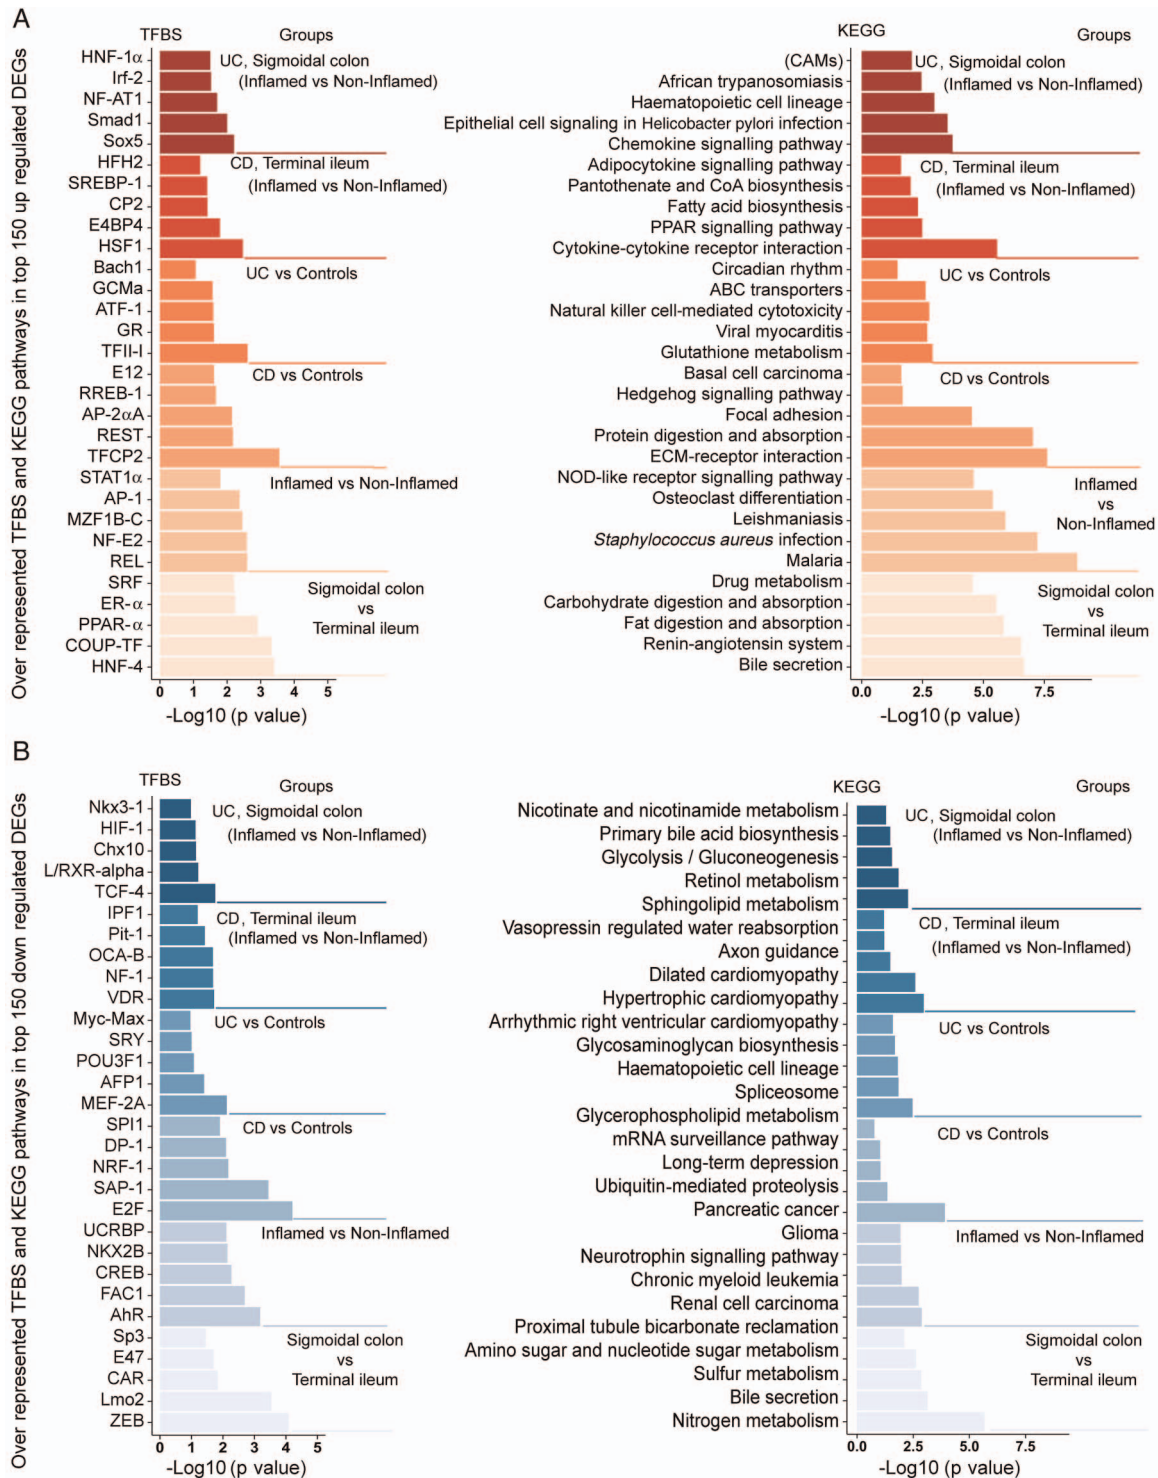 A
Over represented TFBS and KEGG pathways in top 150 up regulated DEGs
TFBS
Groups
HNF-1α
Irf-2
NF-AT1
Smad1
Sox5
HFH2
SREBP-1
CP2
E4BP4
HSF1
Bach1
GCMa
ATF-1
GR
TFII-I
E12
RREB-1
AP-2αA
REST
TFCP2
STAT1α
AP-1
MZF1B-C
NF-E2
REL
SRF
ER-α
PPAR-α
COUP-TF
HNF-4
UC, Sigmoidal colon
(Inflamed vs Non-Inflamed)
CD, Terminal ileum
(Inflamed vs Non-Inflamed)
UC vs Controls
CD vs Controls
Inflamed vs Non-Inflamed
Sigmoidal colon
vs
Terminal ileum
0 1 2 3 4 5
-Log10 (p value)
KEGG
Groups
(CAMs)
African trypanosomiasis
Haematopoietic cell lineage
Epithelial cell signaling in Helicobacter pylori infection
Chemokine signalling pathway
Adipocytokine signalling pathway
Pantothenate and CoA biosynthesis
Fatty acid biosynthesis
PPAR signalling pathway
Cytokine-cytokine receptor interaction
Circadian rhythm
ABC transporters
Natural killer cell-mediated cytotoxicity
Viral myocarditis
Glutathione metabolism
Basal cell carcinoma
Hedgehog signalling pathway
Focal adhesion
Protein digestion and absorption
ECM-receptor interaction
NOD-like receptor signalling pathway
Osteoclast differentiation
Leishmaniasis
Staphylococcus aureus infection
Malaria
Drug metabolism
Carbohydrate digestion and absorption
Fat digestion and absorption
Renin-angiotensin system
Bile secretion
UC, Sigmoidal colon
(Inflamed vs Non-Inflamed)
CD, Terminal ileum
(Inflamed vs Non-Inflamed)
UC vs Controls
CD vs Controls
Inflamed
vs
Non-Inflamed
Sigmoidal colon
vs
Terminal ileum
0.0 2.5 5.0 7.5
-Log10 (p value)
B
Over represented TFBS and KEGG pathways in top 150 down regulated DEGs
TFBS
Groups
Nkx3-1
HIF-1
Chx10
L/RXR-alpha
TCF-4
IPF1
Pit-1
OCA-B
NF-1
VDR
Myc-Max
SRY
POU3F1
AFP1
MEF-2A
SPI1
DP-1
NRF-1
SAP-1
E2F
UCRBP
NKX2B
CREB
FAC1
AhR
Sp3
E47
CAR
Lmo2
ZEB
UC, Sigmoidal colon
(Inflamed vs Non-Inflamed)
CD, Terminal ileum
(Inflamed vs Non-Inflamed)
UC vs Controls
CD vs Controls
Inflamed vs Non-Inflamed
Sigmoidal colon
vs
Terminal ileum
0 1 2 3 4 5
-Log10 (p value)
KEGG
Groups
Nicotinate and nicotinamide metabolism
Primary bile acid biosynthesis
Glycolysis / Gluconeogenesis
Retinol metabolism
Sphingolipid metabolism
Vasopressin regulated water reabsorption
Axon guidance
Dilated cardiomyopathy
Hypertrophic cardiomyopathy
Arrhythmic right ventricular cardiomyopathy
Glycosaminoglycan biosynthesis
Haematopoietic cell lineage
Spliceosome
Glycerophospholipid metabolism
mRNA surveillance pathway
Long-term depression
Ubiquitin-mediated proteolysis
Pancreatic cancer
Glioma
Neurotrophin signalling pathway
Chronic myeloid leukemia
Renal cell carcinoma
Proximal tubule bicarbonate reclamation
Amino sugar and nucleotide sugar metabolism
Sulfur metabolism
Bile secretion
Nitrogen metabolism
UC, Sigmoidal colon
(Inflamed vs Non-Inflamed)
CD, Terminal ileum
(Inflamed vs Non-Inflamed)
UC vs Controls
CD vs Controls
Inflamed vs Non-Inflamed
Sigmoidal colon
vs
Terminal ileum
0.0 2.5 5.0 7.5
-Log10 (p value)